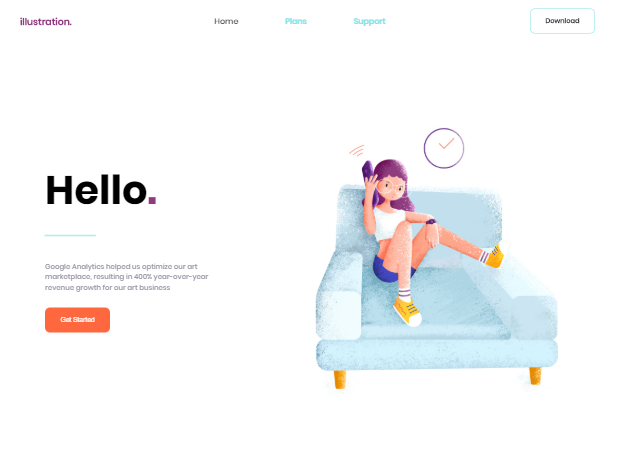 illustration.
Home
Plans
Support
Download
Hello.
Google Analytics helped us optimize our art
marketplace, resulting in 400% year-over-year
revenue growth for our art business
Get Started